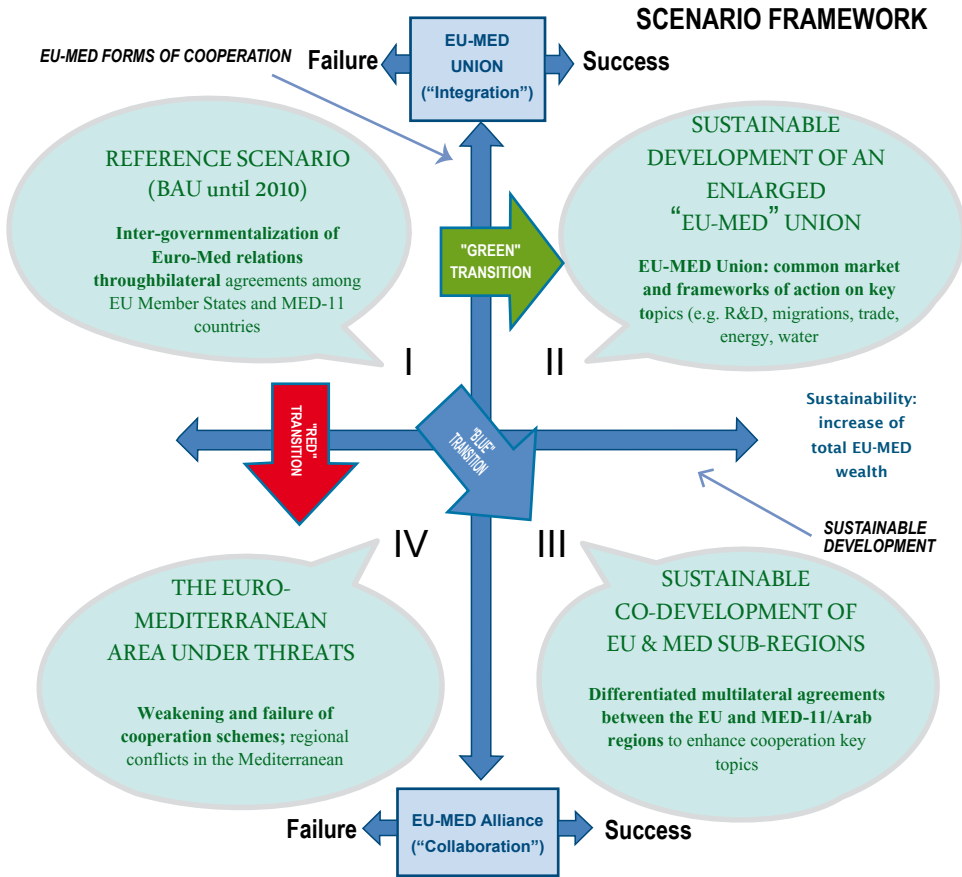 SCENARIO FRAMEWORK
EU-MED FORMS OF COOPERATION
Failure
EU-MED
UNION
(“Integration”)
Success
REFERENCE SCENARIO
(BAU until 2010)
Inter-governmentalization of
Euro-Med relations
throughbilateral agreements among
EU Member States and MED-11
countries
SUSTAINABLE
DEVELOPMENT OF AN
ENLARGED
“EU-MED” UNION
EU-MED Union: common market
and frameworks of action on key
topics (e.g. R&D, migrations, trade,
energy, water
"GREEN"
TRANSITION
I
II
"RED"
TRANSITION
"BLUE"
TRANSITION
Sustainability:
increase of
total EU-MED
wealth
SUSTAINABLE
DEVELOPMENT
IV
III
THE EURO-
MEDITERRANEAN
AREA UNDER THREATS
Weakening and failure of
cooperation schemes; regional
conflicts in the Mediterranean
SUSTAINABLE
CO-DEVELOPMENT OF
EU & MED SUB-REGIONS
Differentiated multilateral agreements
between the EU and MED-11/Arab
regions to enhance cooperation key
topics
Failure
EU-MED Alliance
(“Collaboration”)
Success